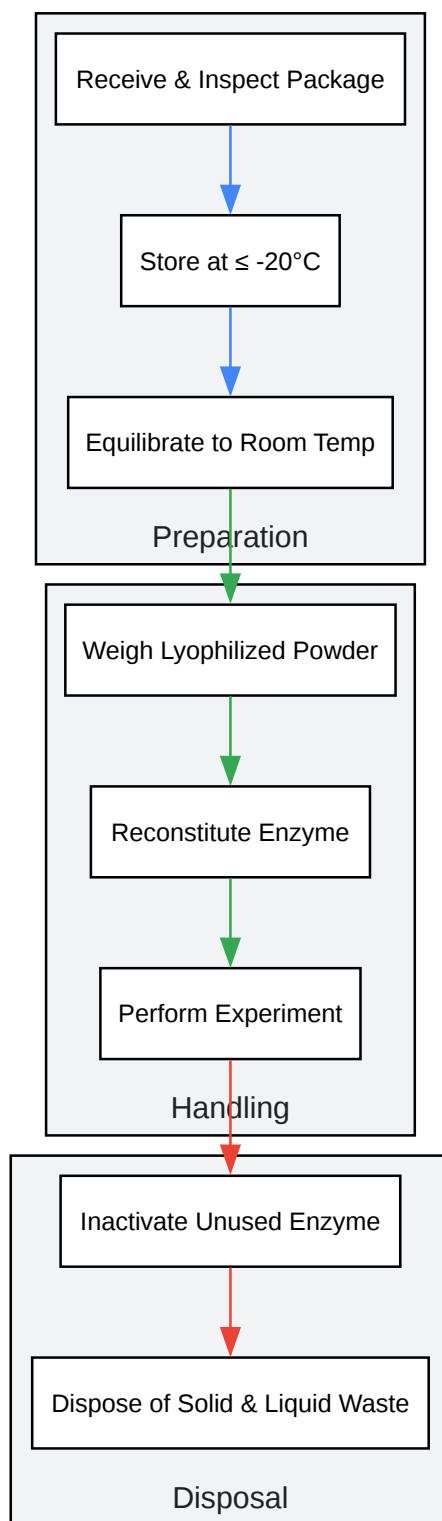 Receive & Inspect Package
Store at ≤ -20°C
Equilibrate to Room Temp
Preparation
Weigh Lyophilized Powder
Reconstitute Enzyme
Perform Experiment
Handling
Inactivate Unused Enzyme
Dispose of Solid & Liquid Waste
Disposal